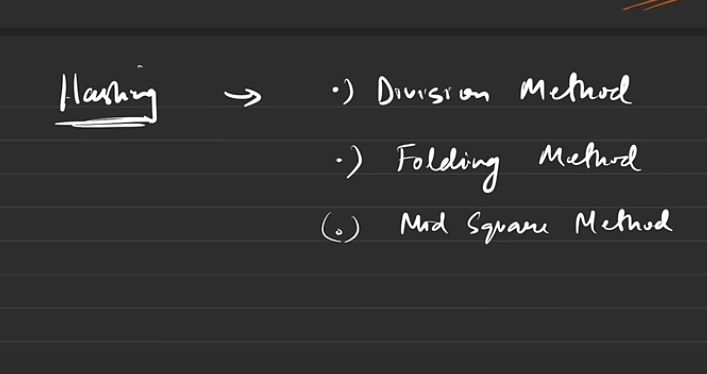 Hashing → •) Division Method
•) Folding Method
(•) Mid Square Method